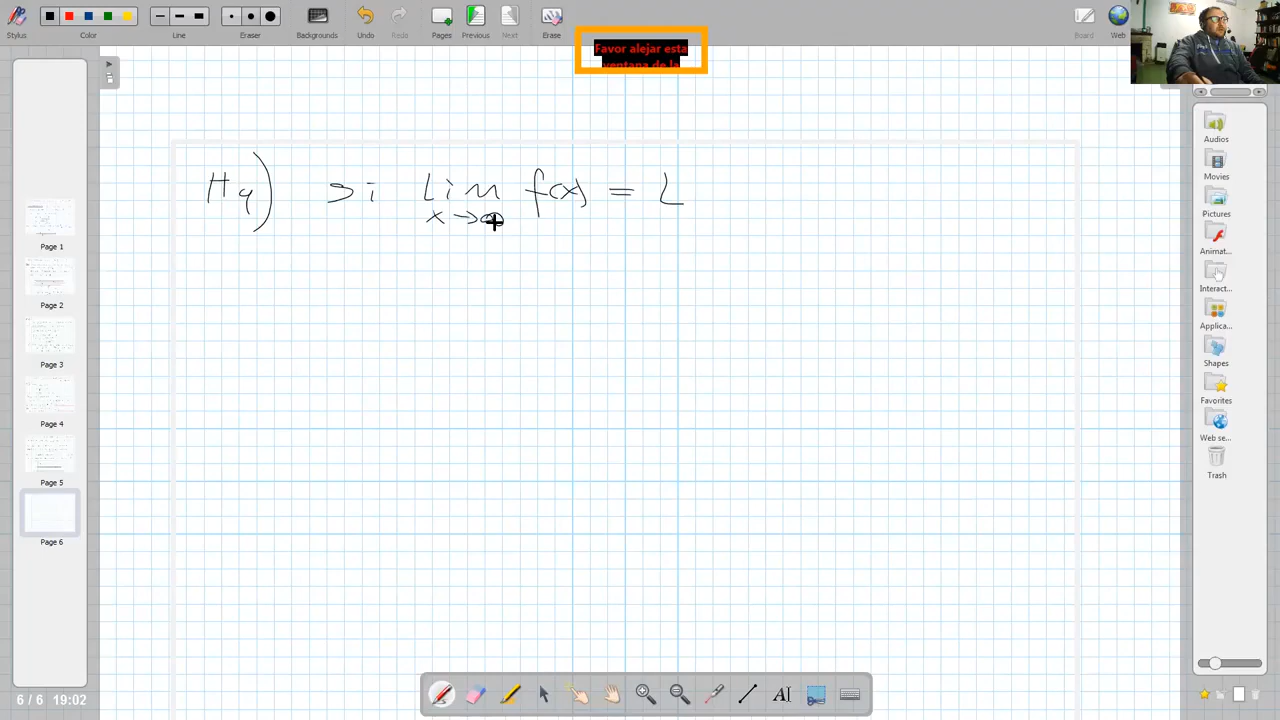 Stylus Color Line Eraser Backgrounds Undo Redo Pages Previous Next Erase Board Web
Favor alejar esta
ventana de la
Hq) Si Lim f(x) = L
x → ∞
Page 1
Page 2
Page 3
Page 4
Page 5
Page 6
6 / 6 19:02
Audios
Movies
Pictures
Animat...
Interact...
Applica...
Shapes
Favorites
Web se...
Trash
AI